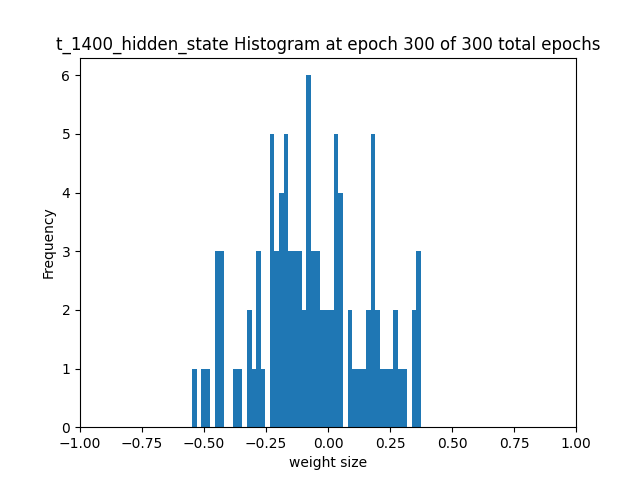 t_1400_hidden_state Histogram at epoch 300 of 300 total epochs
Frequency
6
5
4
3
2
1
0
−1.00 −0.75 −0.50 −0.25 0.00 0.25 0.50 0.75 1.00
weight size